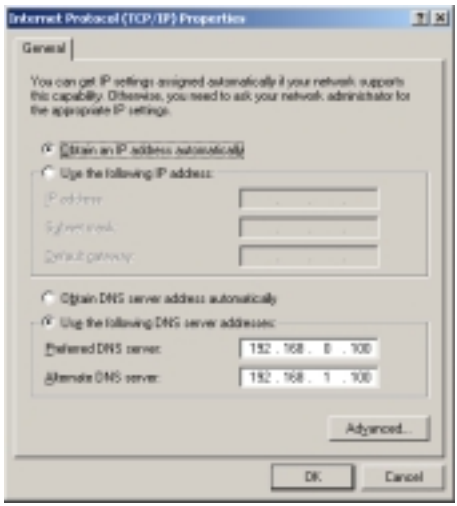 Internet Protocol (TCP/IP) Properties
General
You can get IP settings assigned automatically if your network supports
this capability. Otherwise, you need to ask your network administrator for
the appropriate IP settings.
Obtain an IP address automatically
Use the following IP address:
IP address:
Subnet mask:
Default gateway:
Obtain DNS server address automatically
Use the following DNS server addresses:
Preferred DNS server: 192 . 168 . 0 . 100
Alternate DNS server: 192 . 168 . 1 . 100
Advanced...
OK Cancel